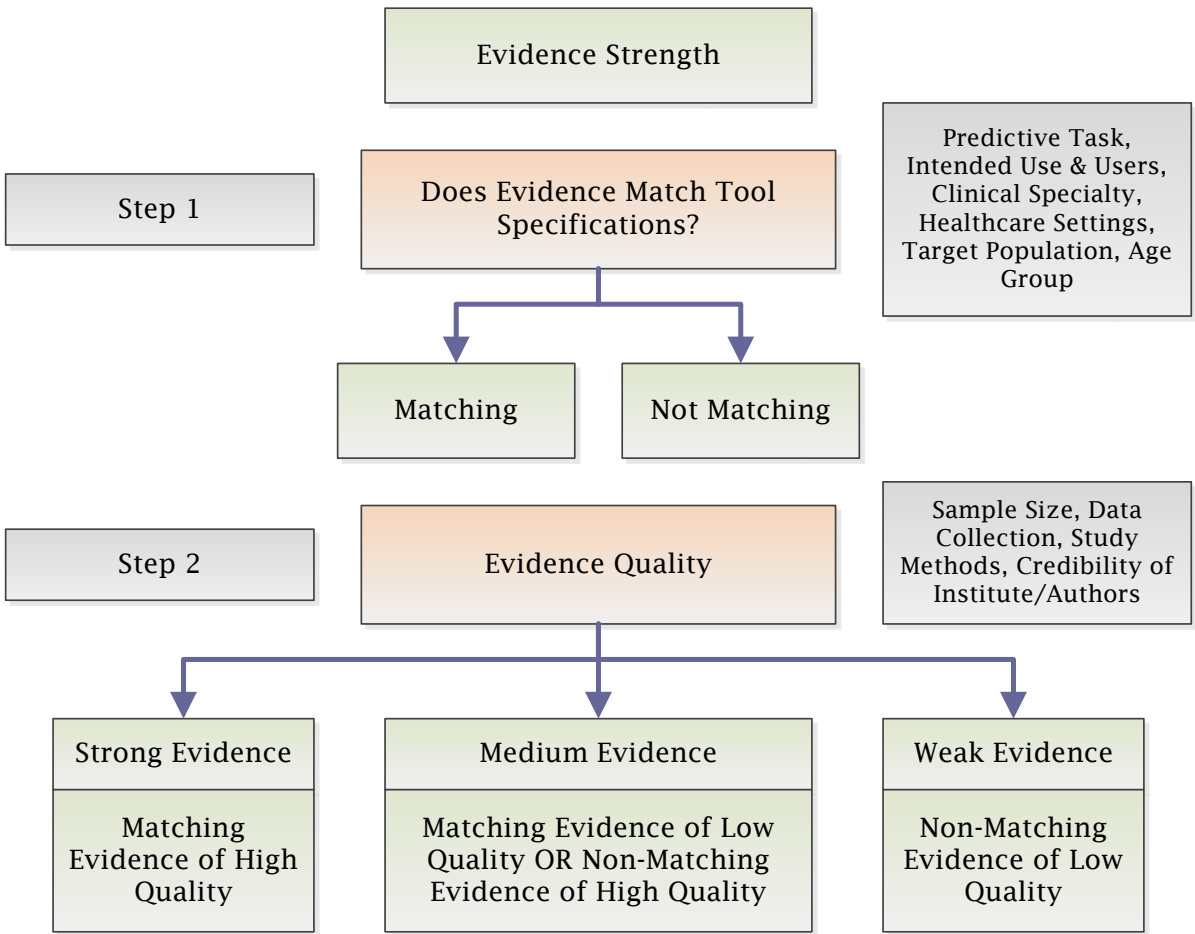 Evidence Strength
Step 1
Does Evidence Match Tool
Specifications?
Predictive Task,
Intended Use & Users,
Clinical Specialty,
Healthcare Settings,
Target Population, Age
Group
Matching
Not Matching
Step 2
Evidence Quality
Sample Size, Data
Collection, Study
Methods, Credibility of
Institute/Authors
Strong Evidence
Matching
Evidence of High
Quality
Medium Evidence
Matching Evidence of Low
Quality OR Non-Matching
Evidence of High Quality
Weak Evidence
Non-Matching
Evidence of Low
Quality